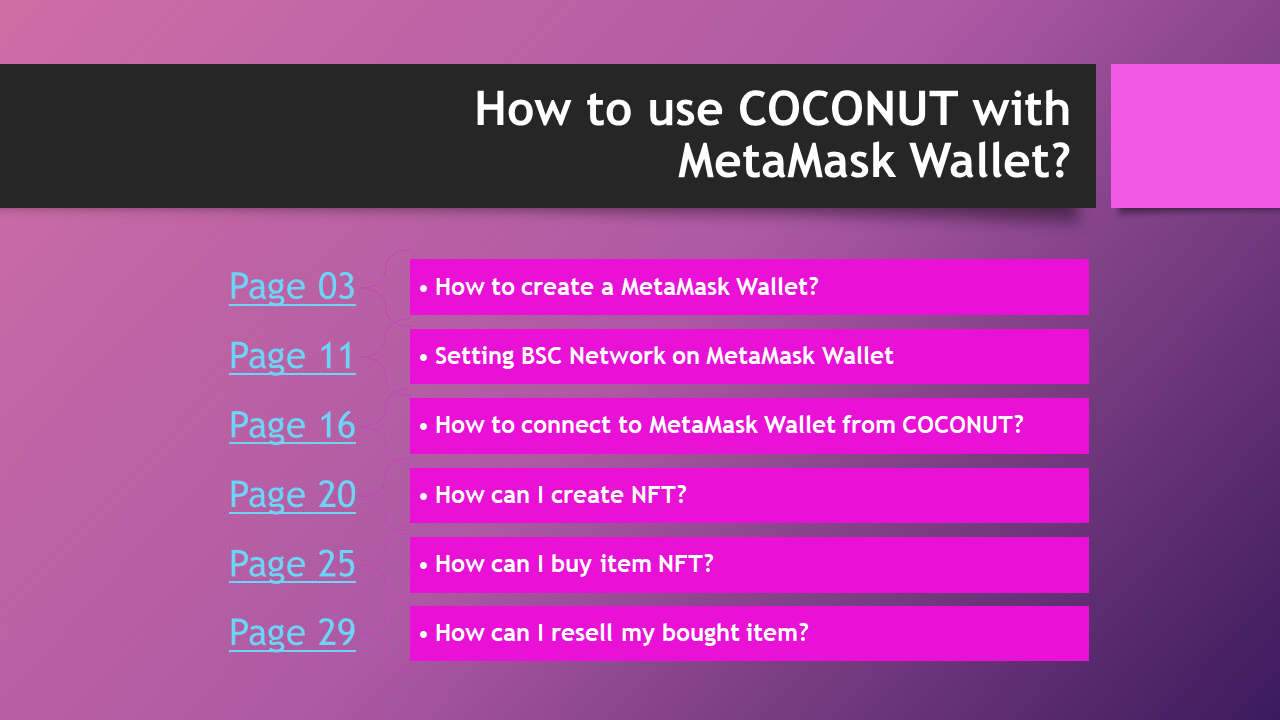 How to use COCONUT with
MetaMask Wallet?
Page 03
• How to create a MetaMask Wallet?
Page 11
• Setting BSC Network on MetaMask Wallet
Page 16
• How to connect to MetaMask Wallet from COCONUT?
Page 20
• How can I create NFT?
Page 25
• How can I buy item NFT?
Page 29
• How can I resell my bought item?